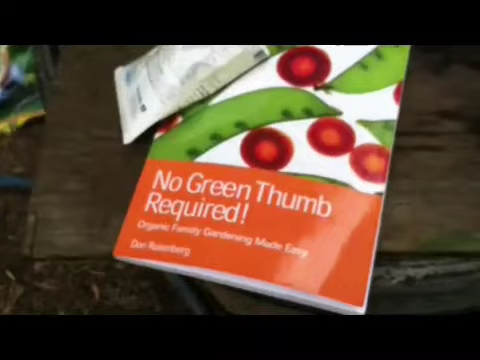 No Green Thumb
Required!
Organic Family Gardening Made Easy
Don Rosenberg